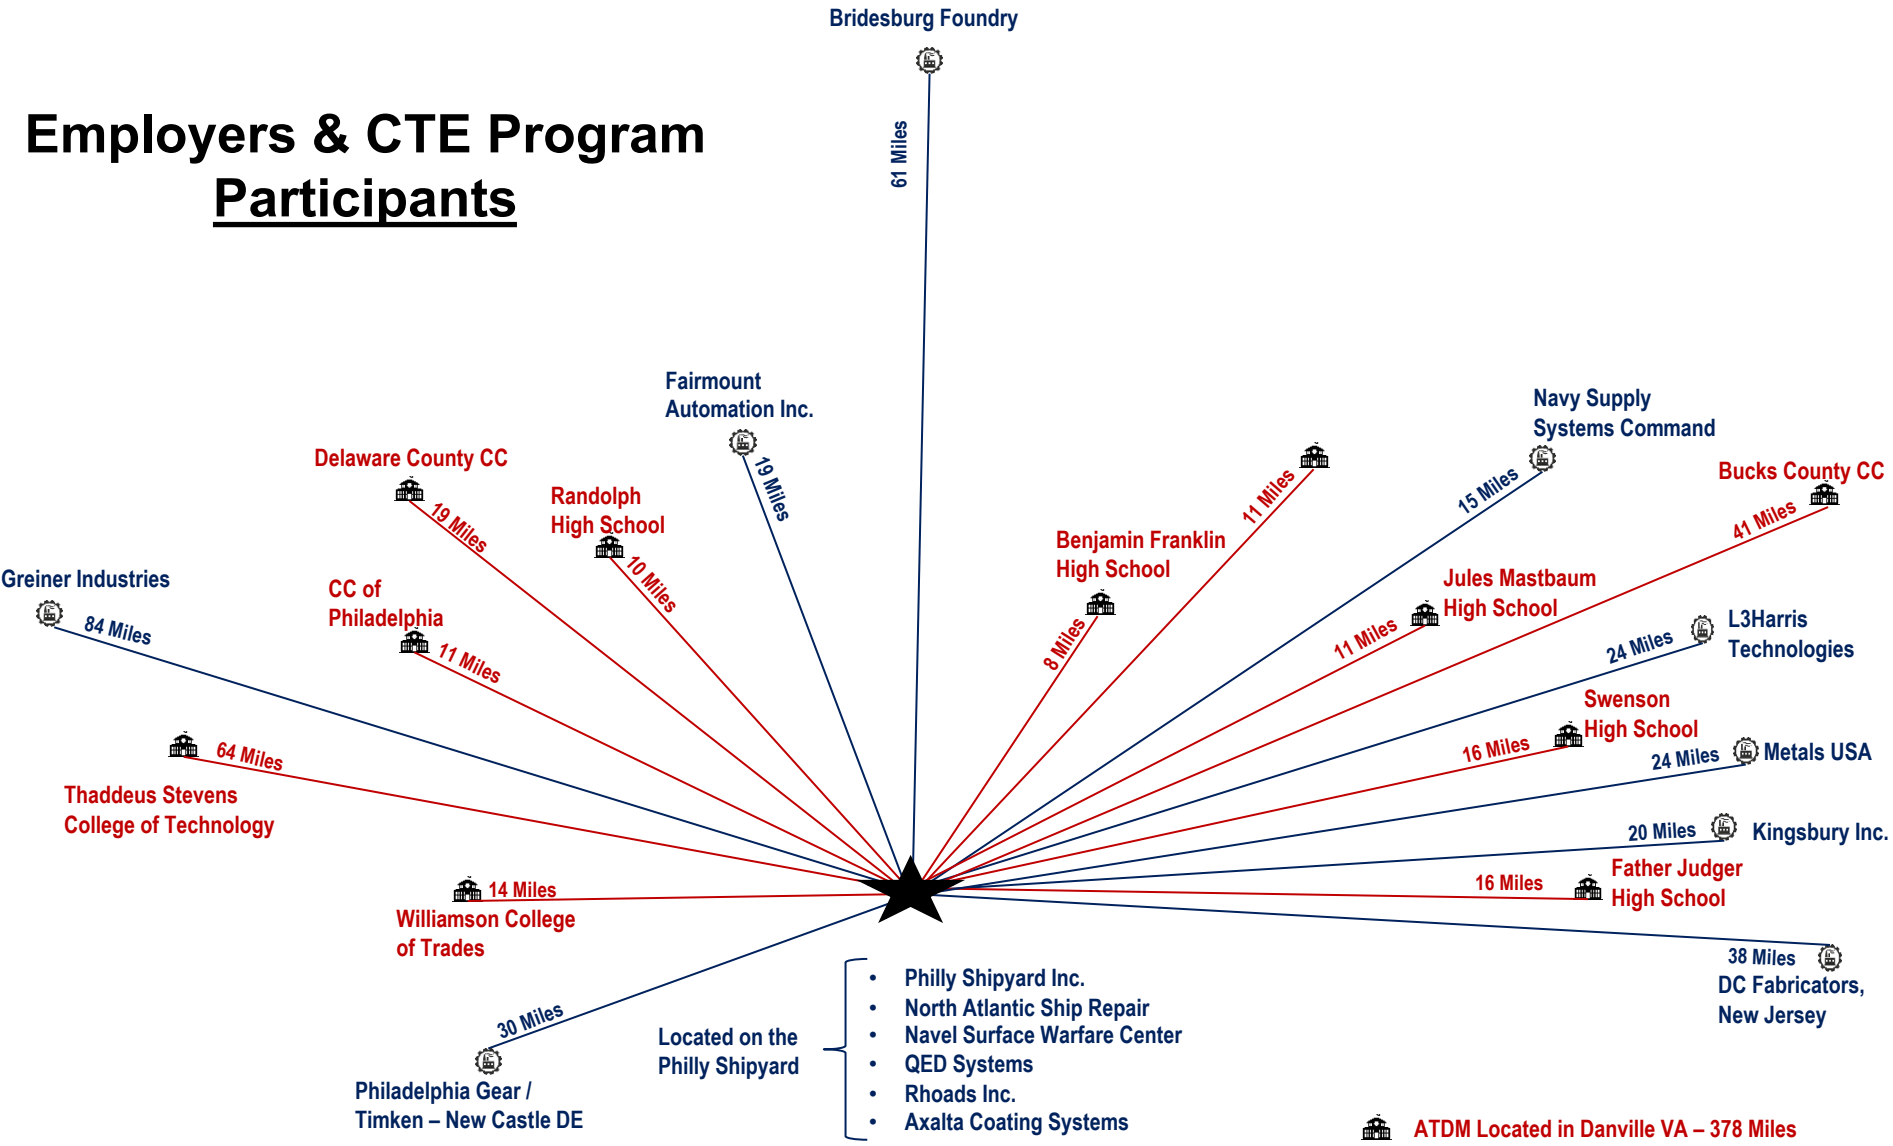 Bridesburg Foundry
61 Miles
Employers & CTE Program
Participants
Fairmount
Automation Inc.
19 Miles
Navy Supply
Systems Command
15 Miles
Delaware County CC
19 Miles
Randolph
High School
10 Miles
11 Miles
Bucks County CC
41 Miles
Benjamin Franklin
High School
8 Miles
Greiner Industries
84 Miles
CC of
Philadelphia
11 Miles
Jules Mastbaum
High School
11 Miles
L3Harris
Technologies
24 Miles
Swenson
High School
16 Miles
Metals USA
24 Miles
64 Miles
Thaddeus Stevens
College of Technology
Kingsbury Inc.
20 Miles
Father Judger
High School
16 Miles
14 Miles
Williamson College
of Trades
38 Miles
DC Fabricators,
New Jersey
30 Miles
Philadelphia Gear /
Timken – New Castle DE
Located on the
Philly Shipyard
• Philly Shipyard Inc.
• North Atlantic Ship Repair
• Navel Surface Warfare Center
• QED Systems
• Rhoads Inc.
• Axalta Coating Systems
ATDM Located in Danville VA – 378 Miles